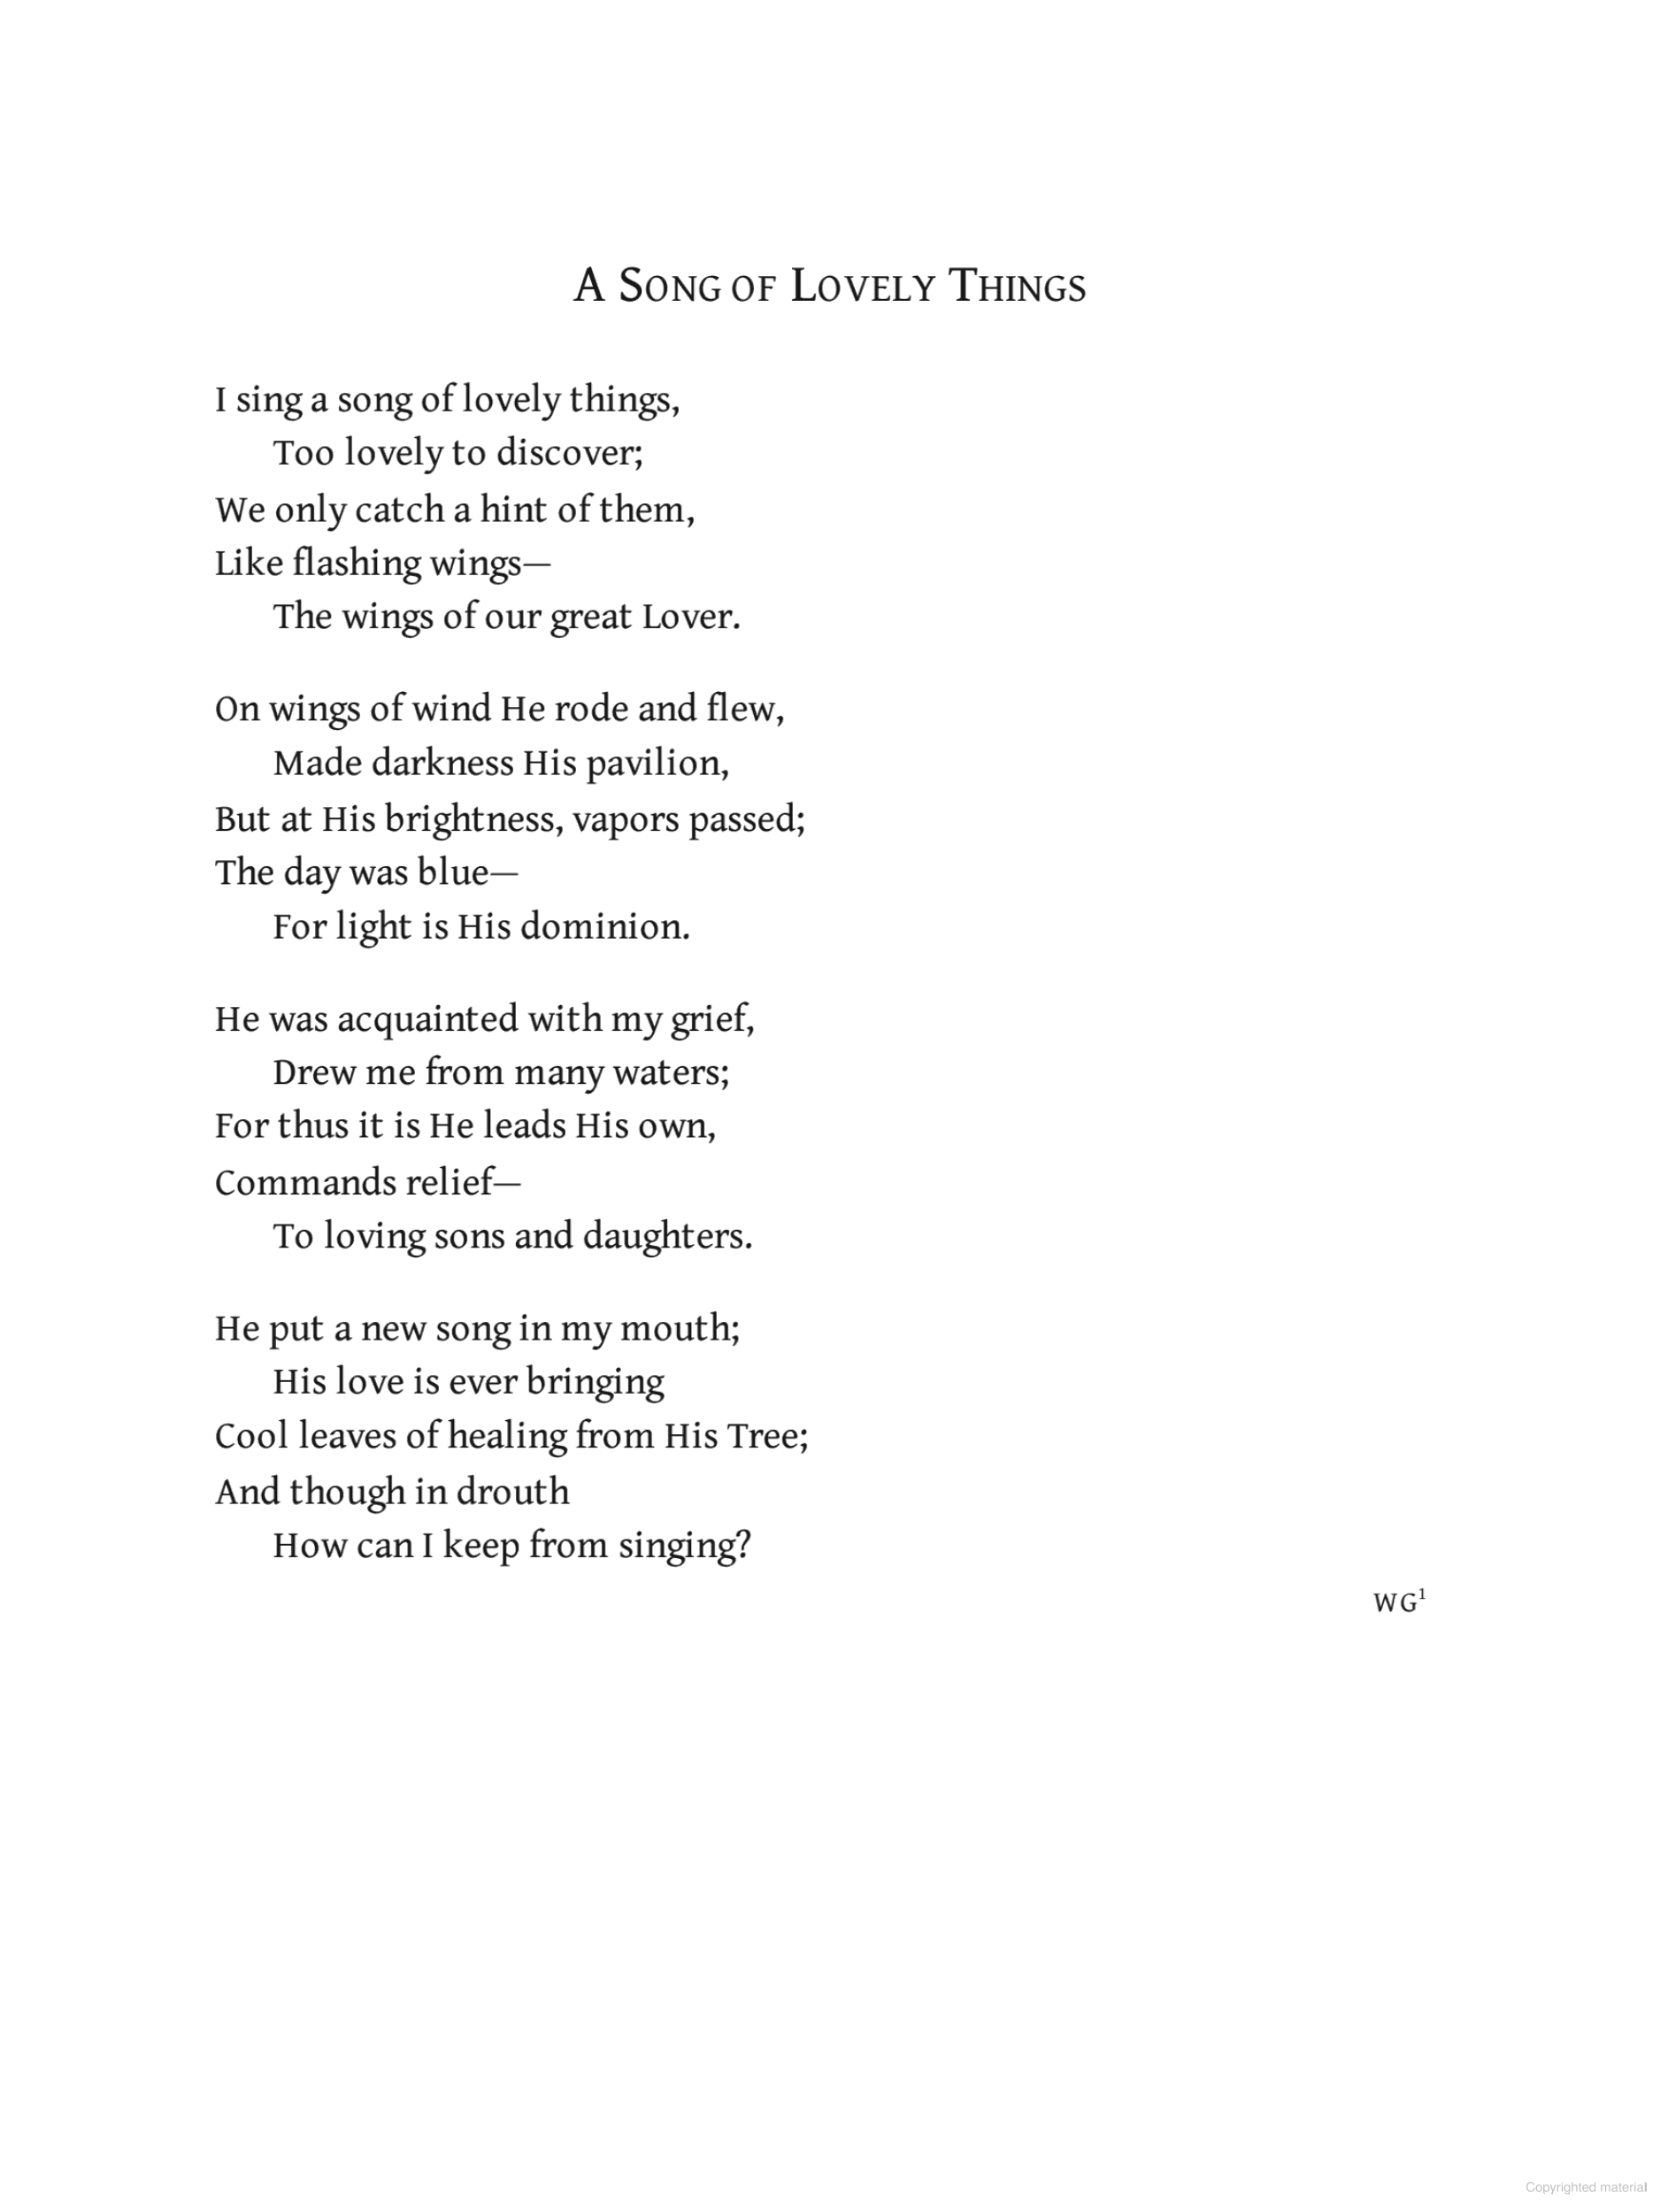 A Song of Lovely Things
I sing a song of lovely things,
Too lovely to discover;
We only catch a hint of them,
Like flashing wings—
The wings of our great Lover.
On wings of wind He rode and flew,
Made darkness His pavilion,
But at His brightness, vapors passed;
The day was blue—
For light is His dominion.
He was acquainted with my grief,
Drew me from many waters;
For thus it is He leads His own,
Commands relief—
To loving sons and daughters.
He put a new song in my mouth;
His love is ever bringing
Cool leaves of healing from His Tree;
And though in drouth
How can I keep from singing?
WG¹
Copyrighted material